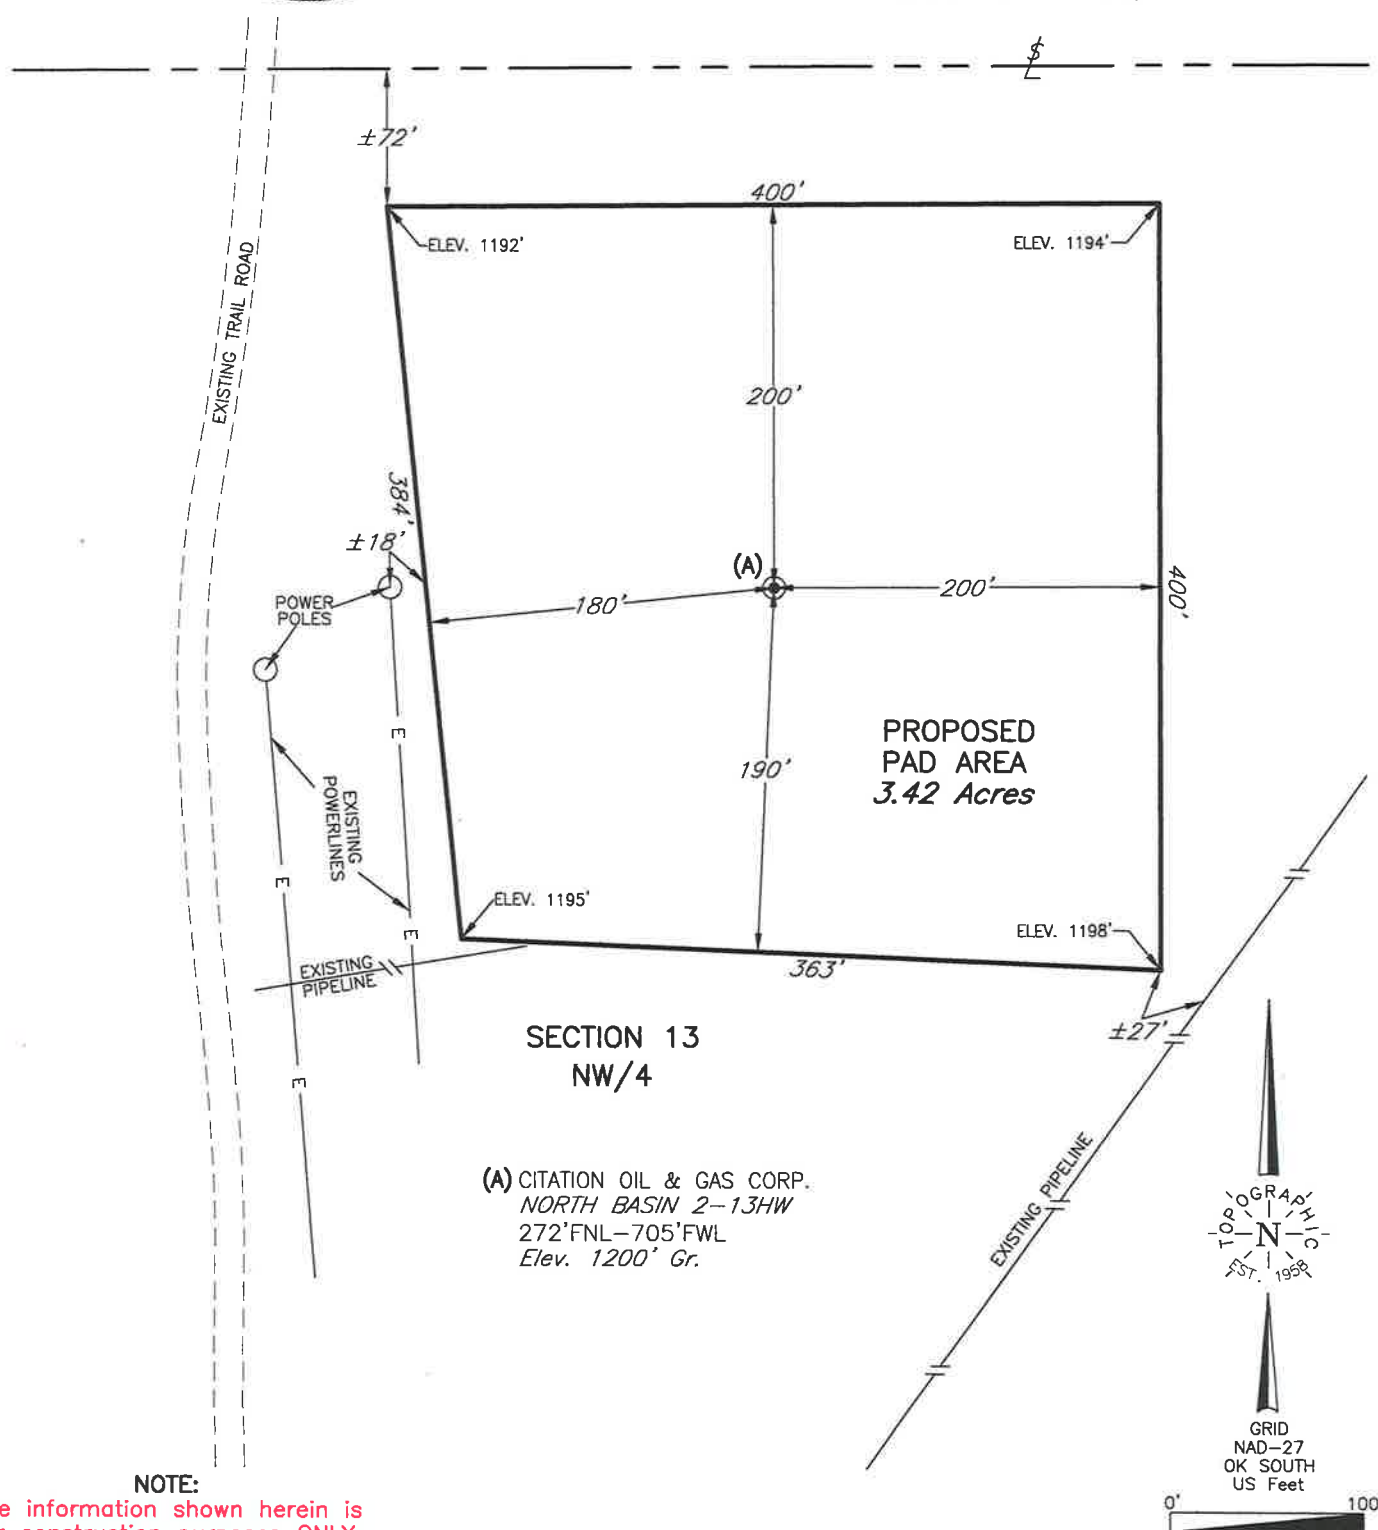 ±72'
400'
ELEV. 1192'
ELEV. 1194'
EXISTING TRAIL ROAD
200'
384'
±18'
(A)
180'
200'
400'
POWER
POLES
190'
PROPOSED
PAD AREA
3.42 Acres
E
EXISTING
POWERLINES
E
E
ELEV. 1195'
ELEV. 1198'
363'
EXISTING
PIPELINE
±27'
SECTION 13
NW/4
E
EXISTING PIPELINE
(A) CITATION OIL & GAS CORP.
NORTH BASIN 2-13HW
272'FNL-705'FWL
Elev. 1200' Gr.
TOPOGRAPHIC
N
EST. 1958
GRID
NAD-27
OK SOUTH
US Feet
0' 100
NOTE:
information shown herein is
construction purposes ONLY